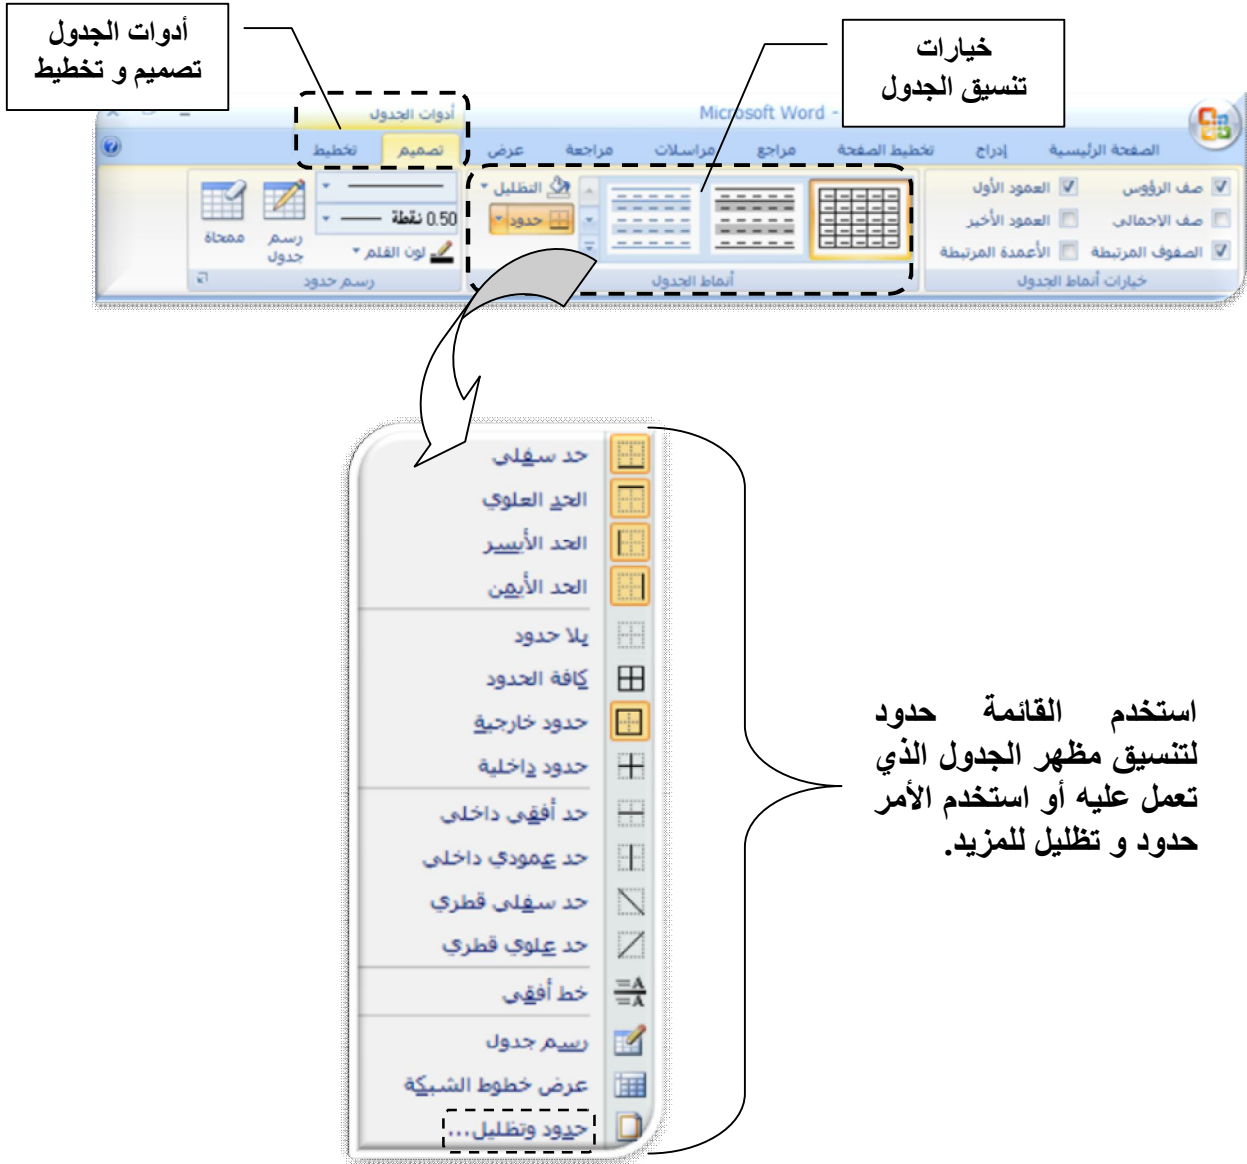 أدوات الجدول
تصميم و تخطيط
خيارات
تنسيق الجدول
أدوات الجدول
Microsoft Word -
الصفحة الرئيسية
إدراج
تخطيط الصفحة
مراجع
مراسلات
مراجعة
عرض
تصميم
تخطيط
صف الرؤوس
العمود الأول
صف الاجمالي
العمود الأخير
الصفوف المرتبطة
الأعمدة المرتبطة
خيارات أنماط الجدول
التظليل
حدود
أنماط الجدول
0.50 نقطة
لون القلم
رسم
جدول
ممحاة
رسم حدود
حد سفلي
الحد العلوي
الحد الأيسر
الحد الأيمن
بلا حدود
كافة الحدود
حدود خارجية
حدود داخلية
حد أفقي داخلي
حد عمودي داخلي
حد سفلي قطري
حد علوي قطري
خط أفقي
رسم جدول
عرض خطوط الشبكة
حدود وتظليل...
استخدم القائمة حدود
لتنسيق مظهر الجدول الذي
تعمل عليه أو استخدم الأمر
حدود و تظليل للمزيد.